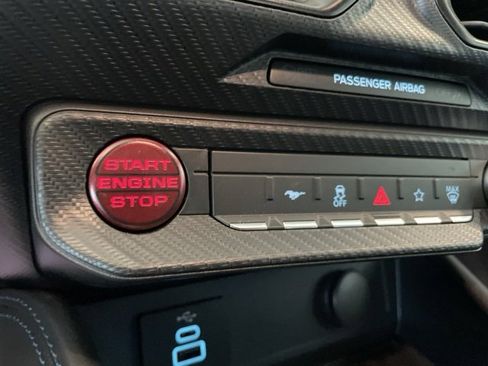 PASSENGER AIRBAG
START
ENGINE
STOP
OFF
MAX